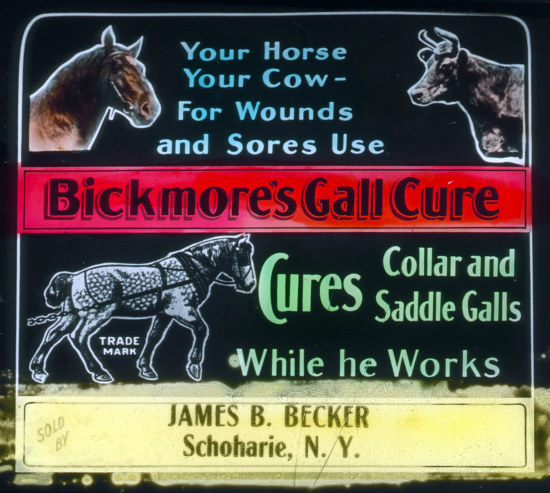 Your Horse
Your Cow-
For Wounds
and Sores Use
Bickmore's Gall Cure
TRADE
MARK
Cures
Collar and
Saddle Galls
While he Works
SOLD
BY
JAMES B. BECKER
Schoharie, N. Y.